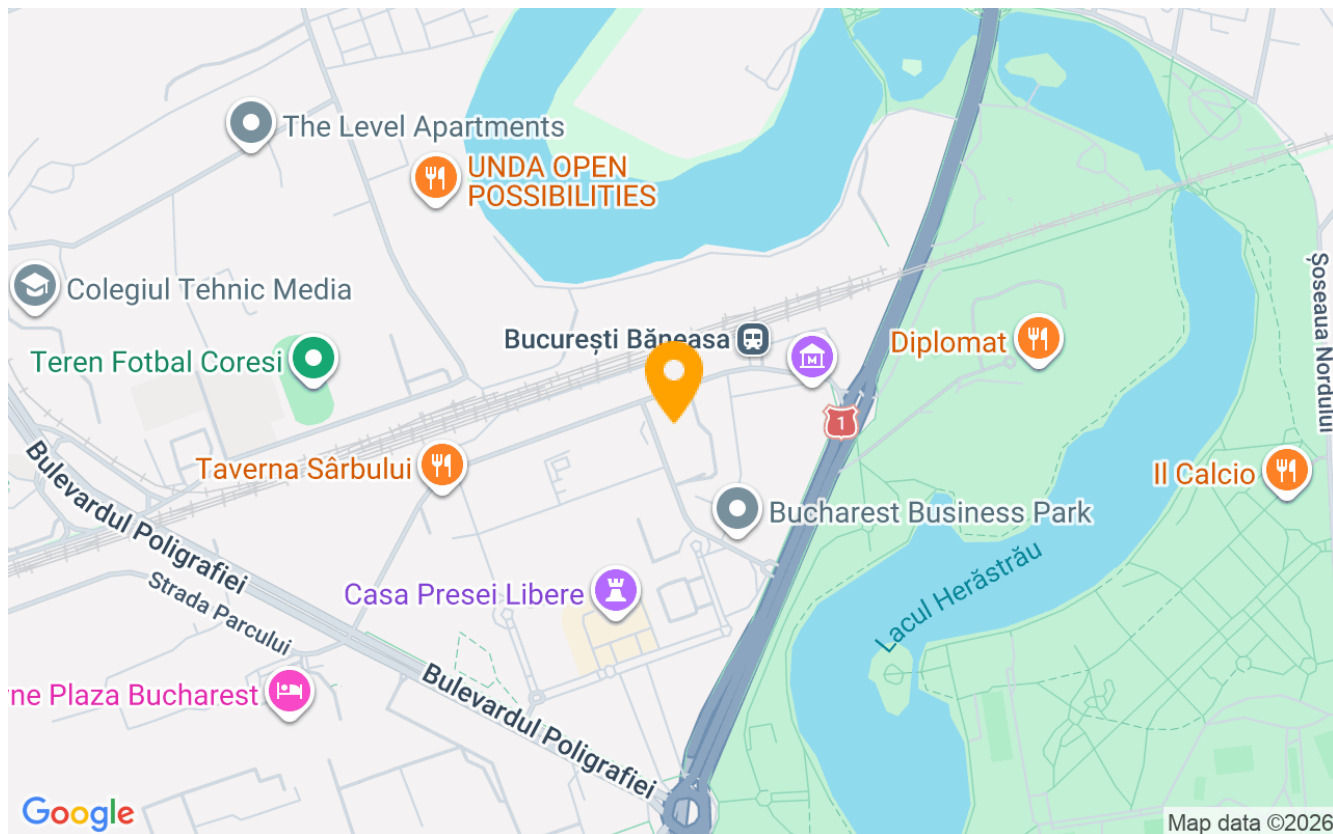 The Level Apartments
UNDA OPEN
POSSIBILITIES
Colegiul Tehnic Media
Șoseaua Nordului
București Băneasa
M
Diplomat
Teren Fotbal Coresi
1
Taverna Sârbului
Il Calcio
Bucharest Business Park
Bulevardul Poligrafiei
Lacul Herăstrău
Strada Parcului
Casa Presei Libere
rne Plaza Bucharest
Bulevardul Poligrafiei
Google
Map data ©2026